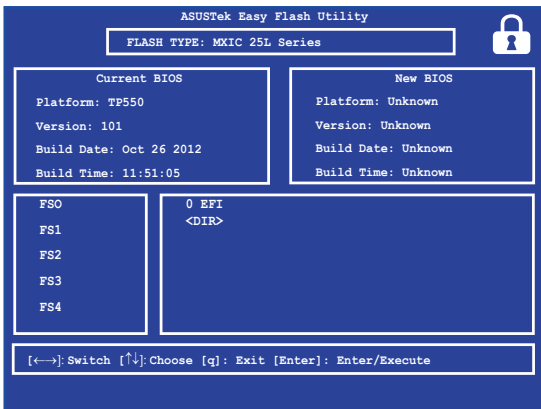 ASUSTek Easy Flash Utility
FLASH TYPE: MXIC 25L Series
Current BIOS
Platform: TP550
Version: 101
Build Date: Oct 26 2012
Build Time: 11:51:05
New BIOS
Platform: Unknown
Version: Unknown
Build Date: Unknown
Build Time: Unknown
FSO
FS1
FS2
FS3
FS4
0 EFI
<DIR>
[←→]: Switch [↑↓]: Choose [q]: Exit [Enter]: Enter/Execute